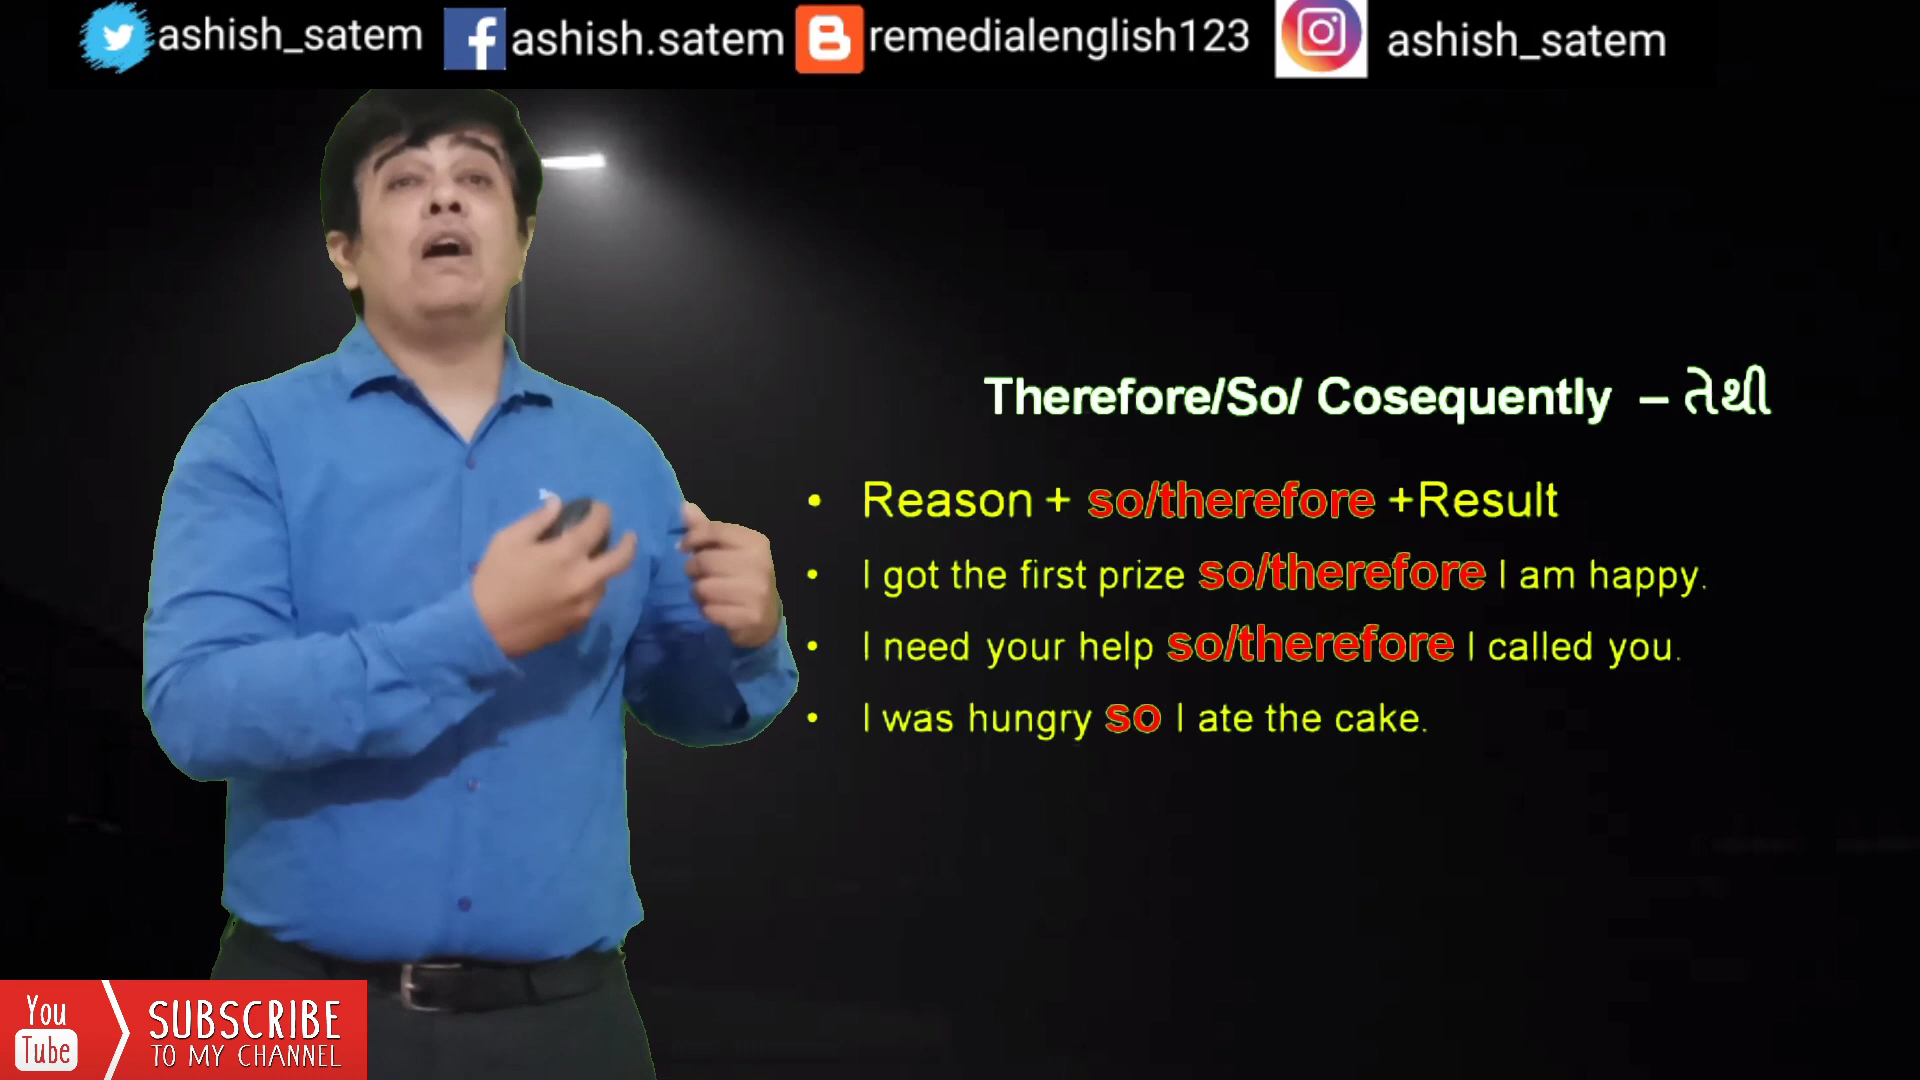 ashish_satem ashish.satem remedialenglish123 ashish_satem
Therefore/So/ Cosequently – તેથી
• Reason + so/therefore +Result
• I got the first prize so/therefore I am happy.
• I need your help so/therefore I called you.
• I was hungry so I ate the cake.
You
Tube
SUBSCRIBE
TO MY CHANNEL